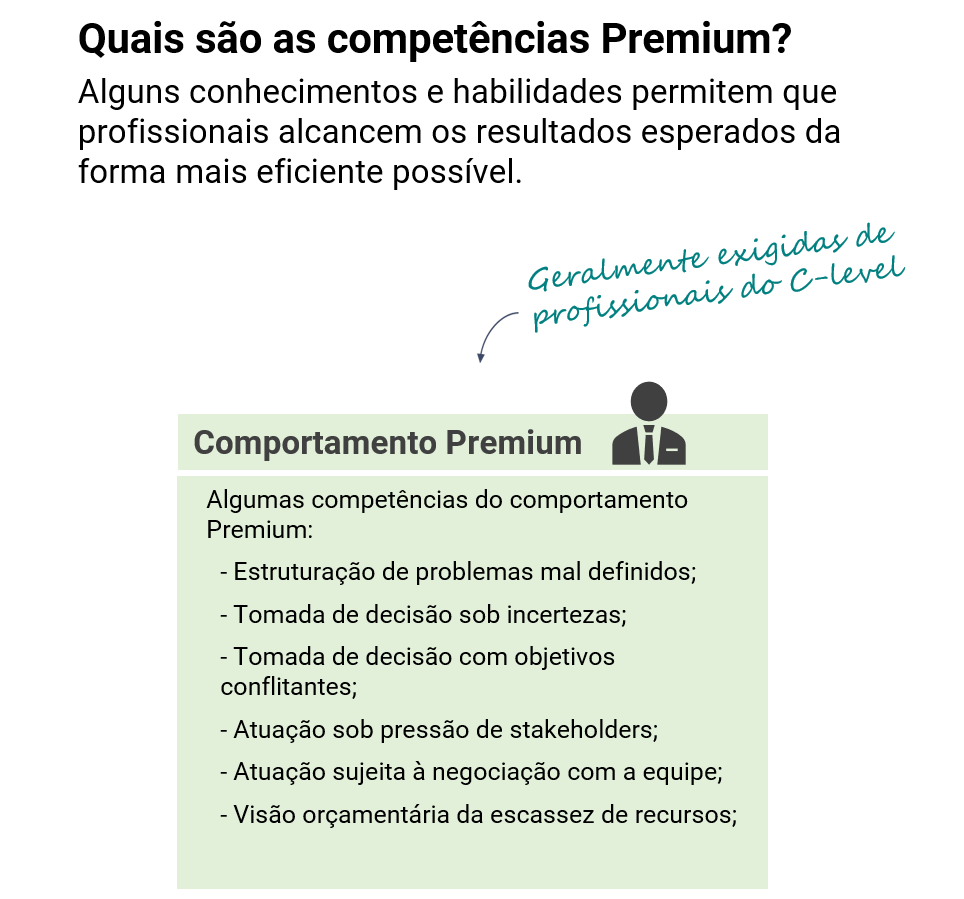 Quais são as competências Premium?
Alguns conhecimentos e habilidades permitem que
profissionais alcancem os resultados esperados da
forma mais eficiente possível.
Geralmente exigidas de
profissionais do C-level
Comportamento Premium
Algumas competências do comportamento
Premium:
- Estruturação de problemas mal definidos;
- Tomada de decisão sob incertezas;
- Tomada de decisão com objetivos
conflitantes;
- Atuação sob pressão de stakeholders;
- Atuação sujeita à negociação com a equipe;
- Visão orçamentária da escassez de recursos;